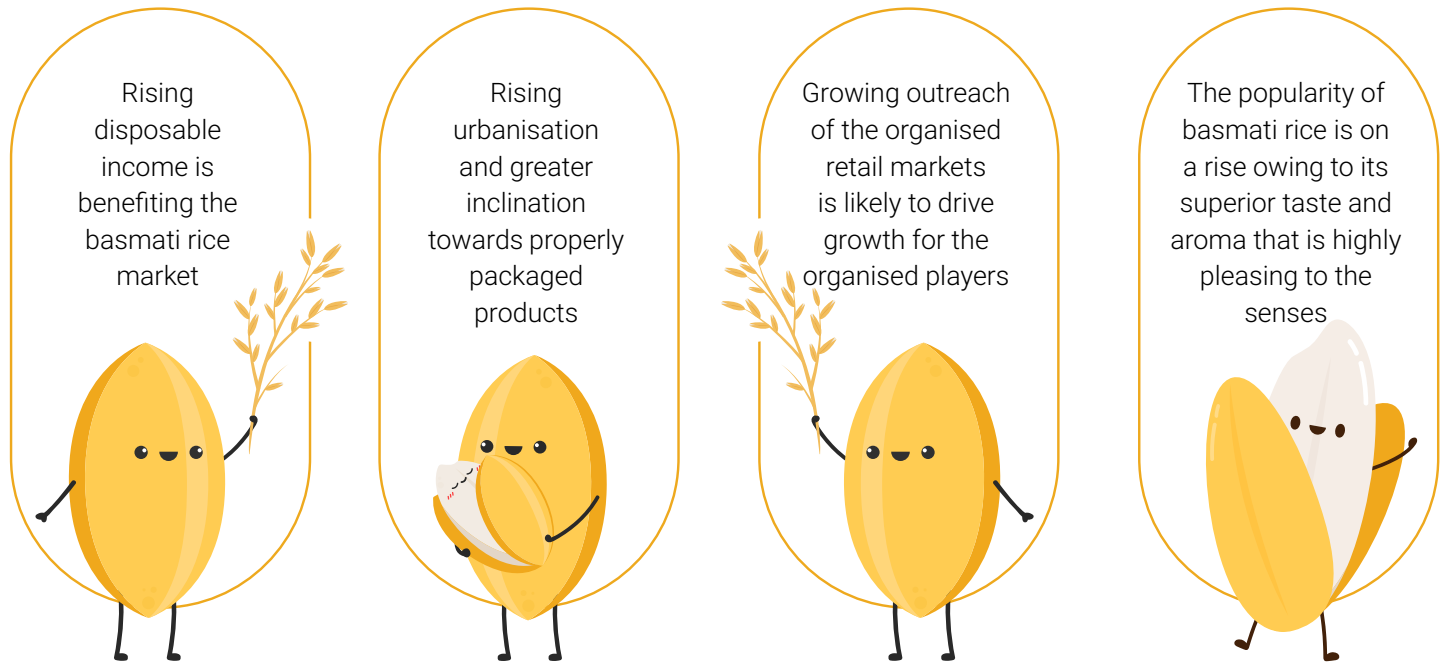 Rising
disposable
income is
benefiting the
basmati rice
market
Rising
urbanisation
and greater
inclination
towards properly
packaged
products
Growing outreach
of the organised
retail markets
is likely to drive
growth for the
organised players
The popularity of
basmati rice is on
a rise owing to its
superior taste and
aroma that is highly
pleasing to the
senses